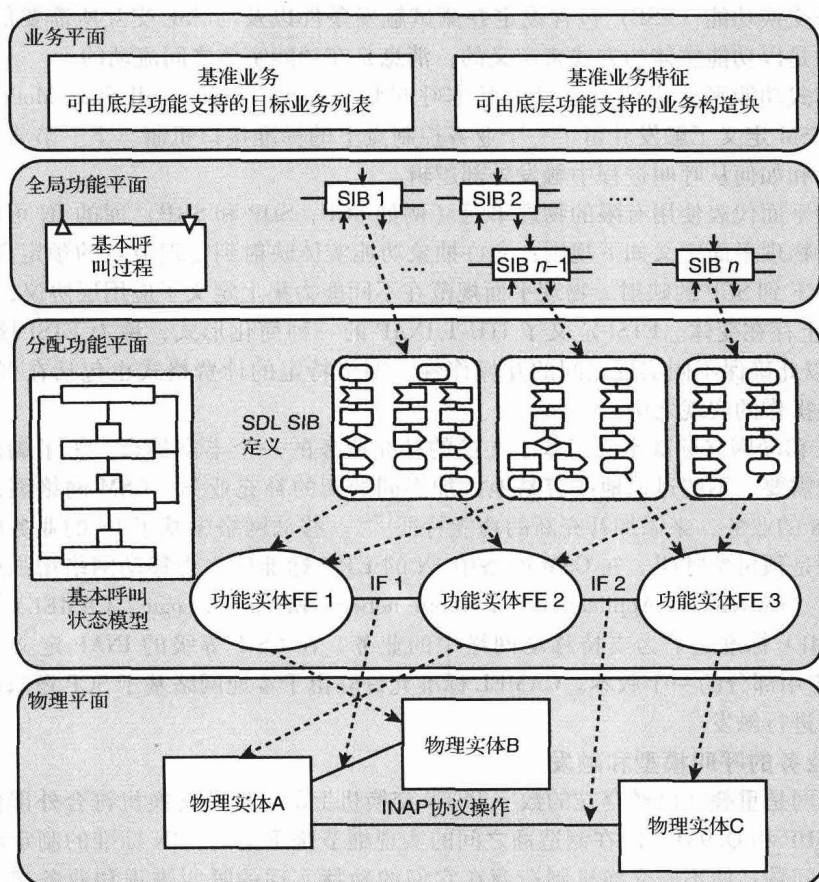 业务平面
基准业务
可由底层功能支持的目标业务列表
基准业务特征
可由底层功能支持的业务构造块
全局功能平面
基本呼
叫过程
SIB 1
SIB 2
……
....
....
SIB n–1
SIB n
分配功能平面
SDL SIB
定义
基本呼叫
状态模型
功能实体FE 1
IF 1
功能实体FE 2
IF 2
功能实体FE 3
物理平面
物理实体A
物理实体B
INAP协议操作
物理实体C